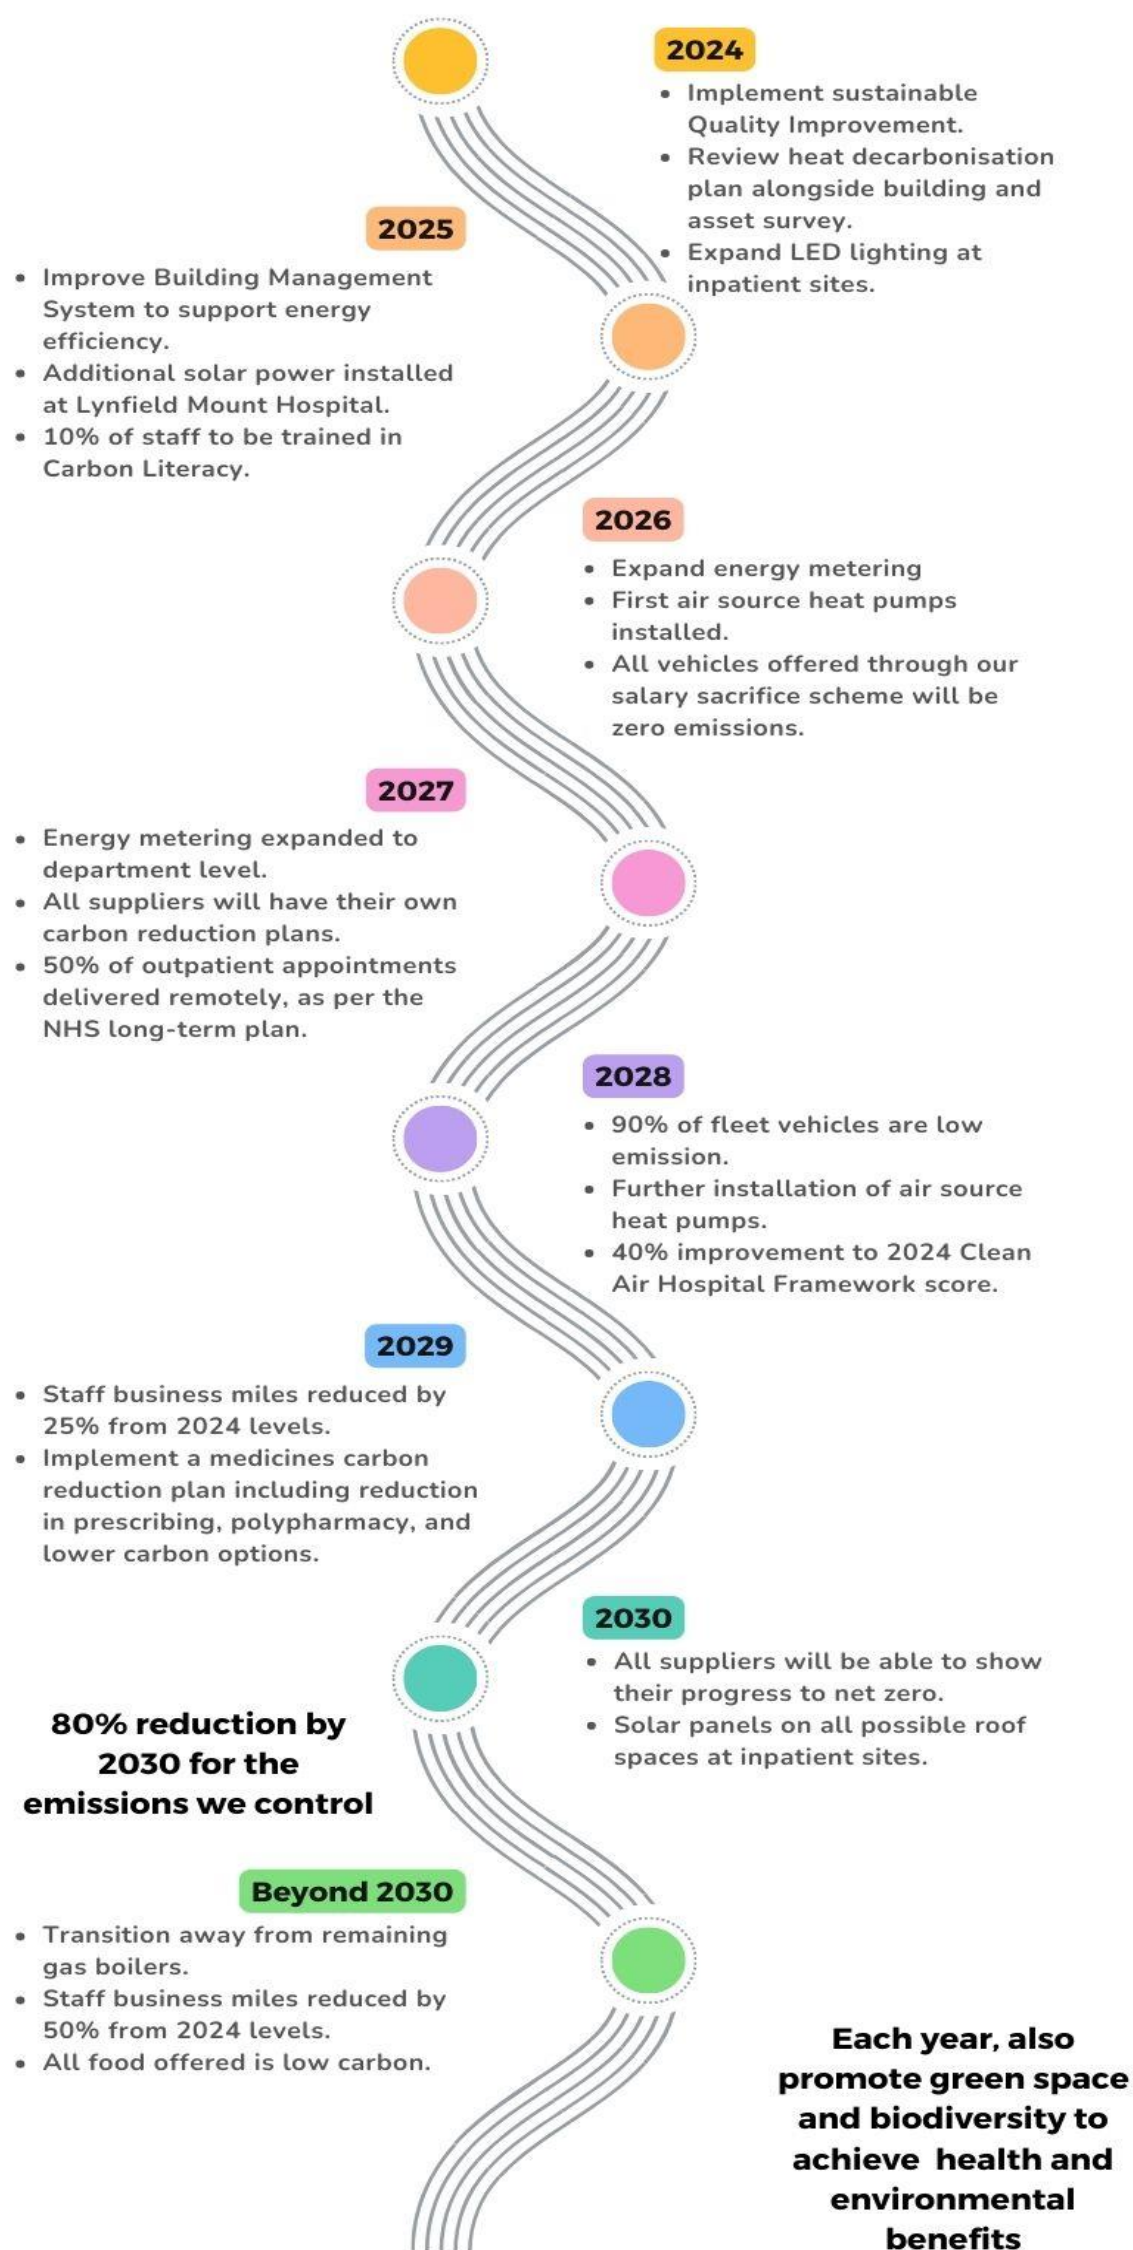 2024
• Implement sustainable
Quality Improvement.
• Review heat decarbonisation
plan alongside building and
asset survey.
• Expand LED lighting at
inpatient sites.
2025
• Improve Building Management
System to support energy
efficiency.
• Additional solar power installed
at Lynfield Mount Hospital.
• 10% of staff to be trained in
Carbon Literacy.
2026
• Expand energy metering
• First air source heat pumps
installed.
• All vehicles offered through our
salary sacrifice scheme will be
zero emissions.
2027
• Energy metering expanded to
department level.
• All suppliers will have their own
carbon reduction plans.
• 50% of outpatient appointments
delivered remotely, as per the
NHS long-term plan.
2028
• 90% of fleet vehicles are low
emission.
• Further installation of air source
heat pumps.
• 40% improvement to 2024 Clean
Air Hospital Framework score.
2029
• Staff business miles reduced by
25% from 2024 levels.
• Implement a medicines carbon
reduction plan including reduction
in prescribing, polypharmacy, and
lower carbon options.
2030
• All suppliers will be able to show
their progress to net zero.
• Solar panels on all possible roof
spaces at inpatient sites.
80% reduction by
2030 for the
emissions we control
Beyond 2030
• Transition away from remaining
gas boilers.
• Staff business miles reduced by
50% from 2024 levels.
• All food offered is low carbon.
Each year, also
promote green space
and biodiversity to
achieve health and
environmental
benefits